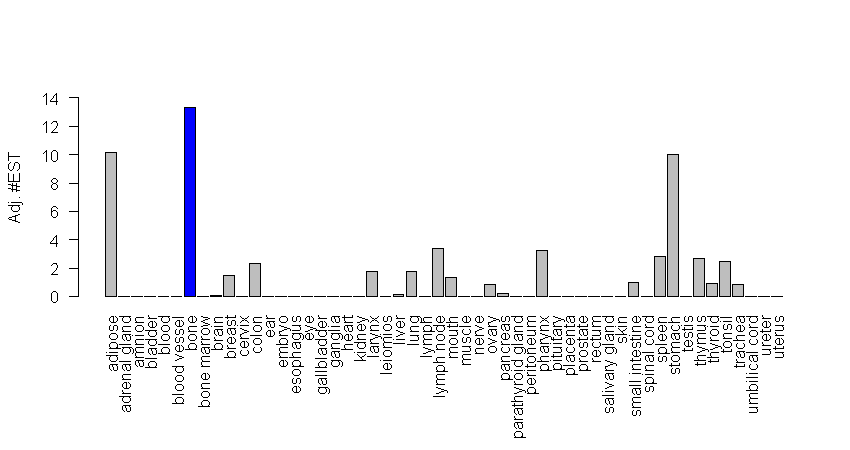 Adj. #EST
14
12
10
8
6
4
2
0
adipose
adrenal gland
amnion
bladder
blood
blood vessel
bone
bone marrow
brain
breast
cervix
colon
ear
embryo
esophagus
eye
gallbladder
ganglia
heart
kidney
larynx
leiomios
liver
lung
lymph
lymph node
mouth
muscle
nerve
ovary
pancreas
parathyroid gland
peritoneum
pharynx
pituitary
placenta
prostate
rectum
salivary gland
skin
small intestine
spinal cord
spleen
stomach
testis
thymus
thyroid
tonsil
trachea
umbilical cord
ureter
uterus